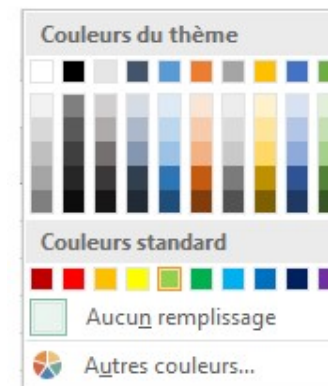 Couleurs du thème
Couleurs standard
Aucun remplissage
Autres couleurs...